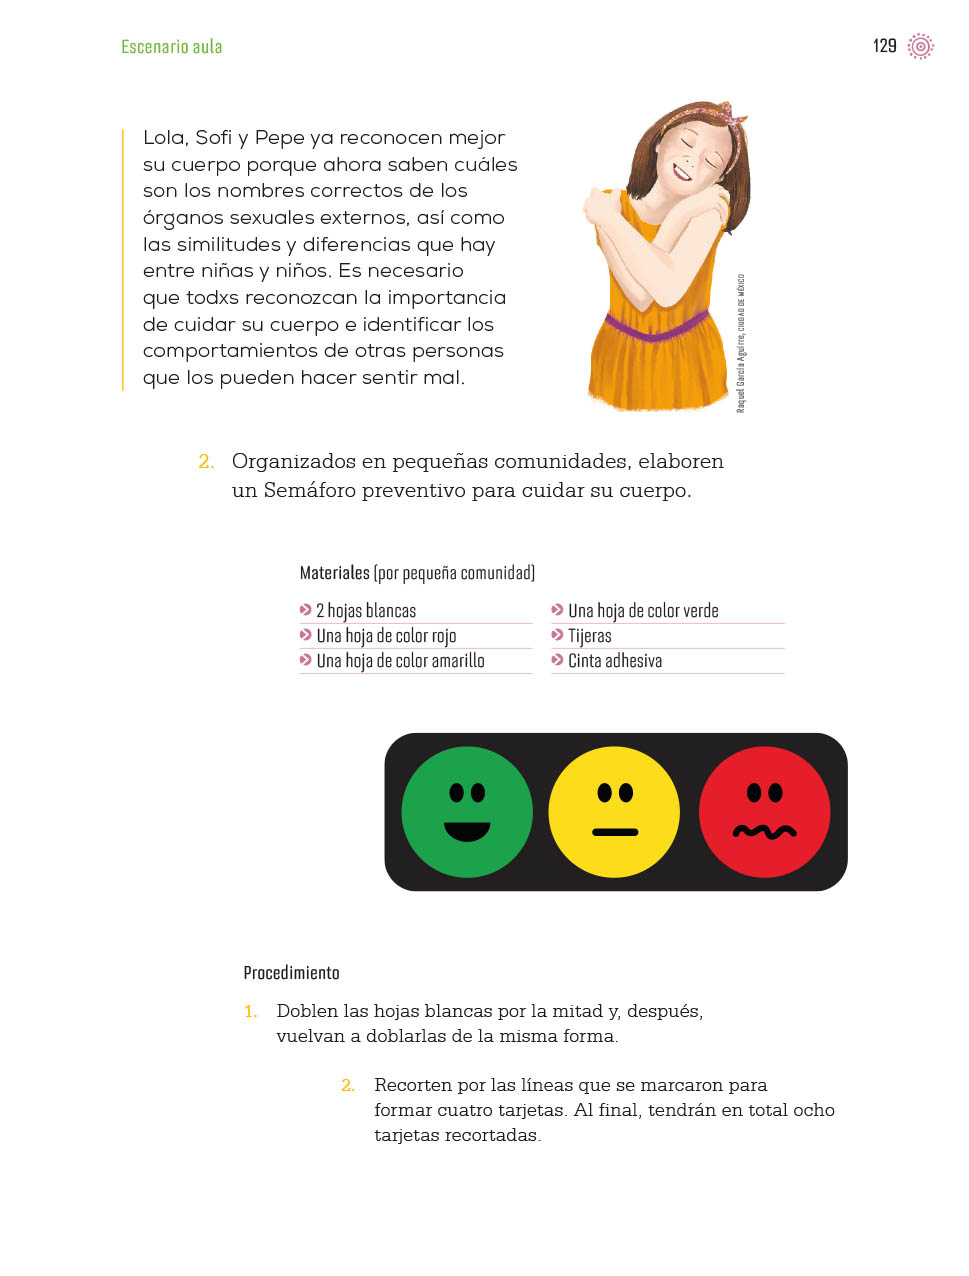 Escenario aula
129
Lola, Sofi y Pepe ya reconocen mejor
su cuerpo porque ahora saben cuáles
son los nombres correctos de los
órganos sexuales externos, así como
las similitudes y diferencias que hay
entre niñas y niños. Es necesario
que todxs reconozcan la importancia
de cuidar su cuerpo e identificar los
comportamientos de otras personas
que los pueden hacer sentir mal.
Raquel García Aguirre, CIUDAD DE MÉXICO
2. Organizados en pequeñas comunidades, elaboren
un Semáforo preventivo para cuidar su cuerpo.
Materiales (por pequeña comunidad)
2 hojas blancas
Una hoja de color rojo
Una hoja de color amarillo
Una hoja de color verde
Tijeras
Cinta adhesiva
Procedimiento
1. Doblen las hojas blancas por la mitad y, después,
vuelvan a doblarlas de la misma forma.
2. Recorten por las líneas que se marcaron para
formar cuatro tarjetas. Al final, tendrán en total ocho
tarjetas recortadas.